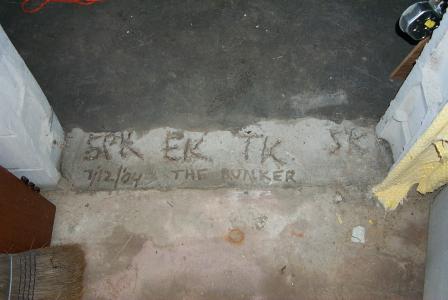 SPK EK TK SK
7/12/04 THE BUNKER